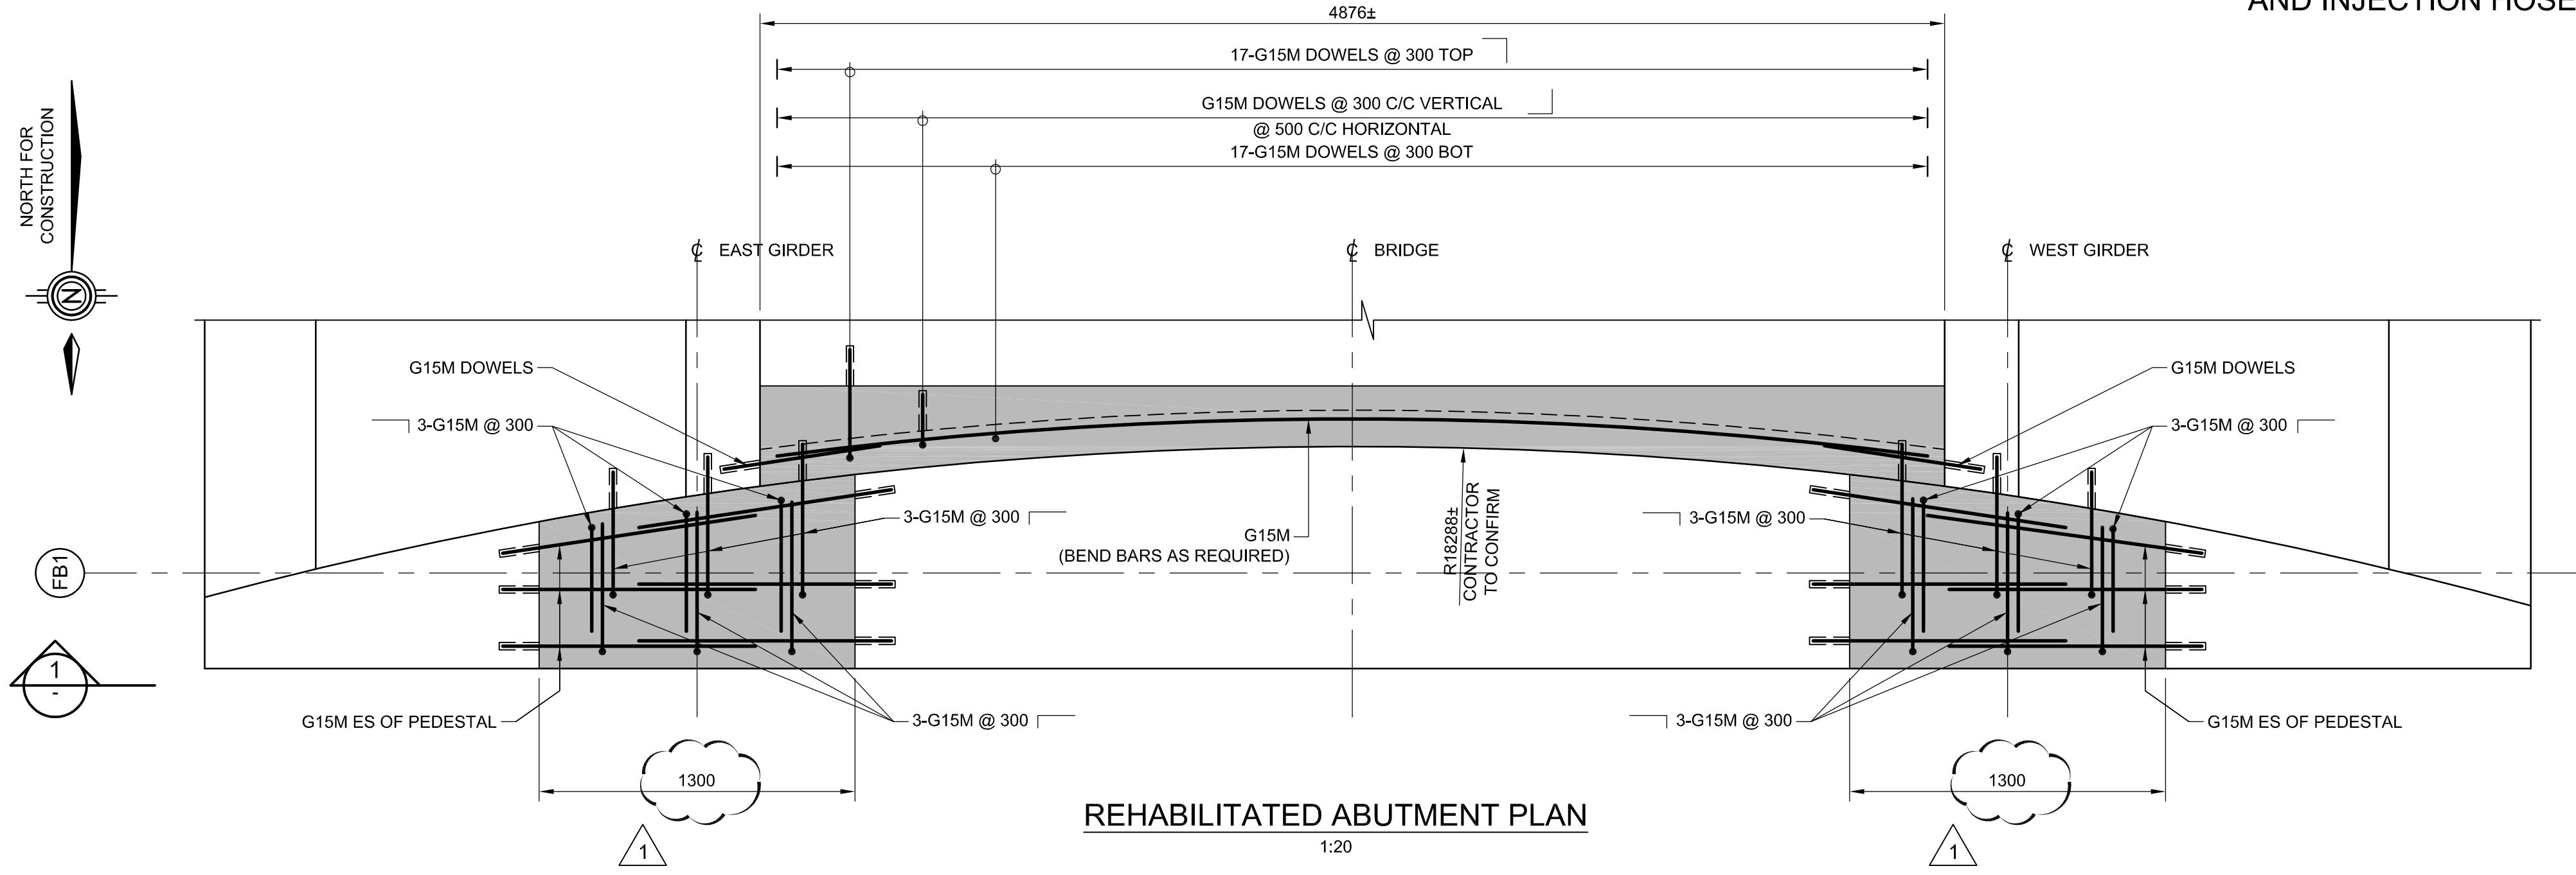 AND INJECTION HOSE
4876±
17-G15M DOWELS @ 300 TOP
G15M DOWELS @ 300 C/C VERTICAL
@ 500 C/C HORIZONTAL
17-G15M DOWELS @ 300 BOT
NORTH FOR
CONSTRUCTION
N
℄ EAST GIRDER
℄ BRIDGE
℄ WEST GIRDER
G15M DOWELS
G15M DOWELS
3-G15M @ 300
3-G15M @ 300
3-G15M @ 300
3-G15M @ 300
G15M
(BEND BARS AS REQUIRED)
R18288±
CONTRACTOR
TO CONFIRM
FB1
1
-
G15M ES OF PEDESTAL
3-G15M @ 300
3-G15M @ 300
G15M ES OF PEDESTAL
1300
1300
1
1
REHABILITATED ABUTMENT PLAN
1:20